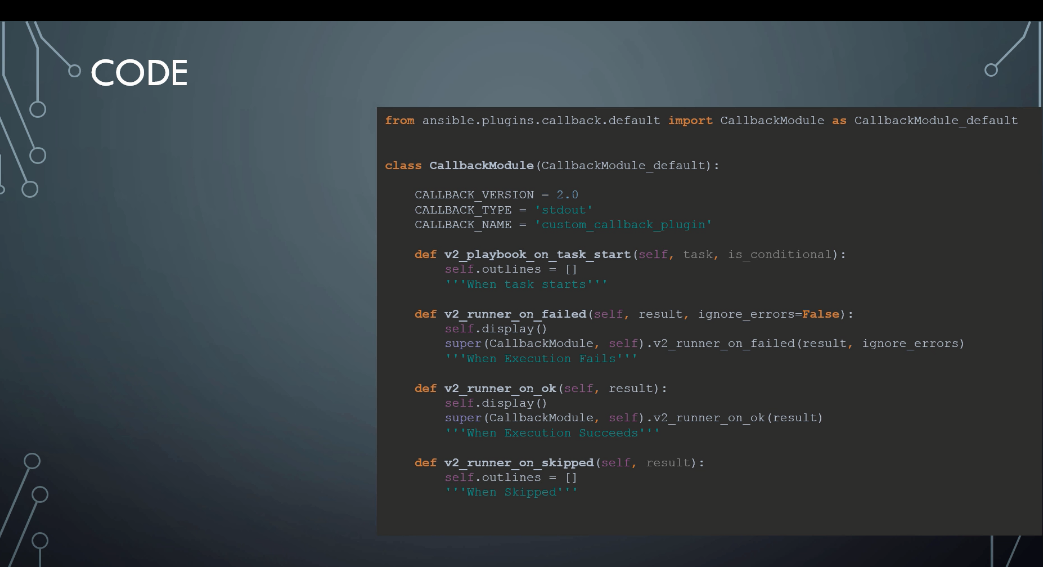 CODE
from ansible.plugins.callback.default import CallbackModule as CallbackModule_default
class CallbackModule(CallbackModule_default):
CALLBACK_VERSION = 2.0
CALLBACK_TYPE = 'stdout'
CALLBACK_NAME = 'custom_callback_plugin'
def v2_playbook_on_task_start(self, task, is_conditional):
self.outlines = []
'''When task starts'''
def v2_runner_on_failed(self, result, ignore_errors=False):
self.display()
super(CallbackModule, self).v2_runner_on_failed(result, ignore_errors)
'''When Execution Fails'''
def v2_runner_on_ok(self, result):
self.display()
super(CallbackModule, self).v2_runner_on_ok(result)
'''When Execution Succeeds'''
def v2_runner_on_skipped(self, result):
self.outlines = []
'''When Skipped'''